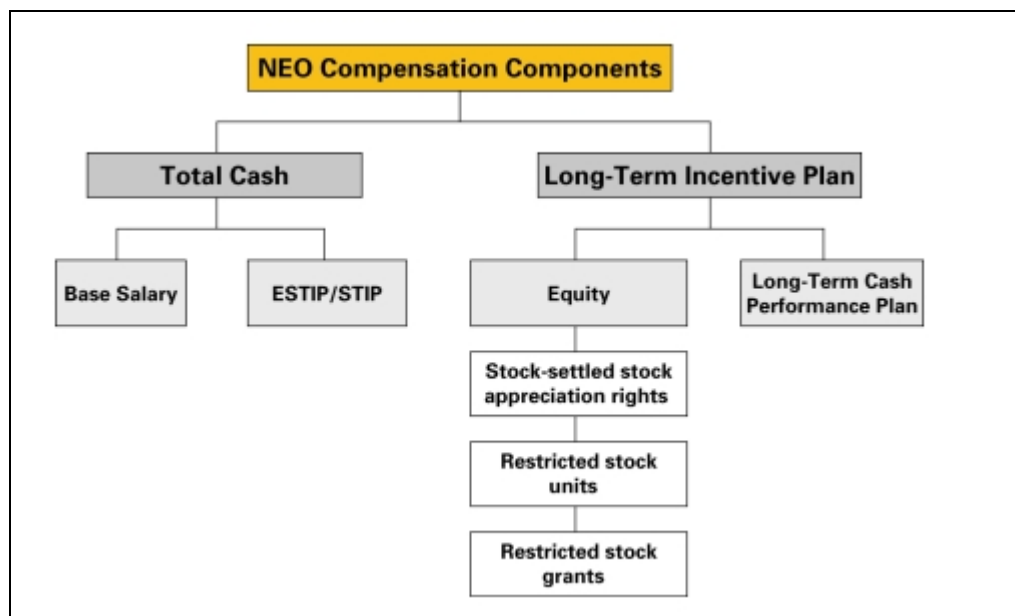 NEO Compensation Components
Total Cash
Long-Term Incentive Plan
Base Salary
ESTIP/STIP
Equity
Long-Term Cash
Performance Plan
Stock-settled stock
appreciation rights
Restricted stock
units
Restricted stock
grants